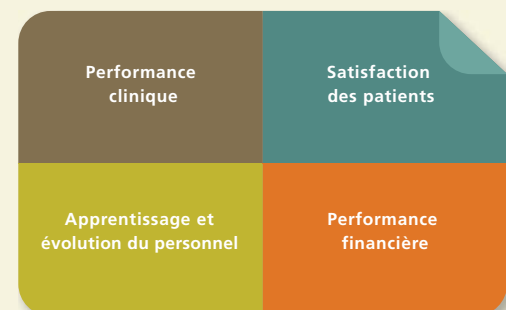 Performance
clinique
Satisfaction
des patients
Apprentissage et
évolution du personnel
Performance
financière